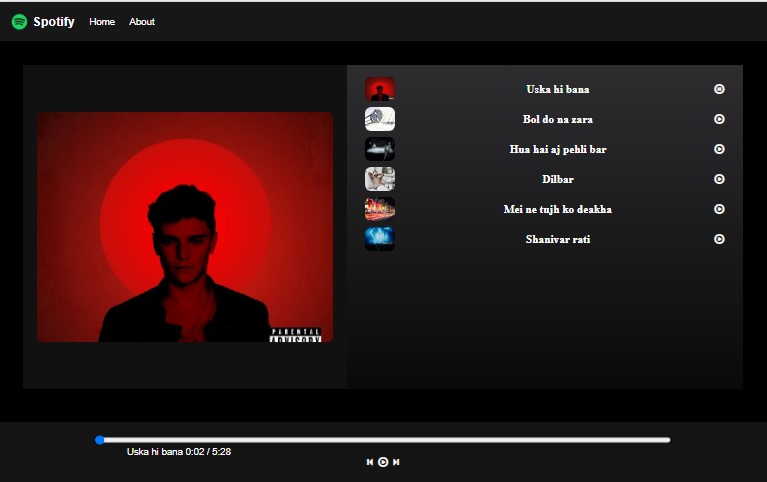 Spotify Home About
Uska hi bana
Bol do na zara
Hua hai aj pehli bar
Dilbar
Mei ne tujh ko deakha
Shanivar rati
PARENTAL
ADVISORY
Uska hi bana 0:02 / 5:28